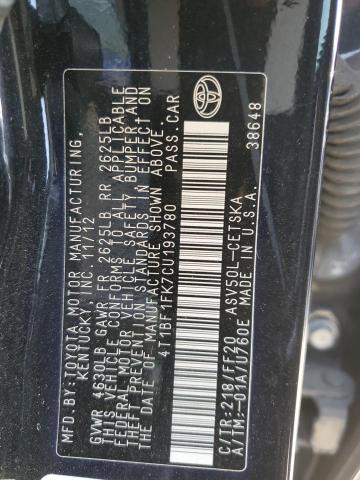 MFD.BY:TOYOTA MOTOR MANUFACTURING,
KENTUCKY, INC. 11/12
GVWR 4630LB GAWR FR 2625LB RR 2625LB
THIS VEHICLE CONFORMS TO ALL APPLICABLE
FEDERAL MOTOR VEHICLE SAFETY, BUMPER, AND
THEFT PREVENTION STANDARDS IN EFFECT ON
THE DATE OF MANUFACTURE SHOWN ABOVE.
4T1BF1FK7CU193780 PASS.CAR
C/TR:218/FF20 ASV50L-CETSKA
A/TM:-01A/U760E MADE IN U.S.A. 38648